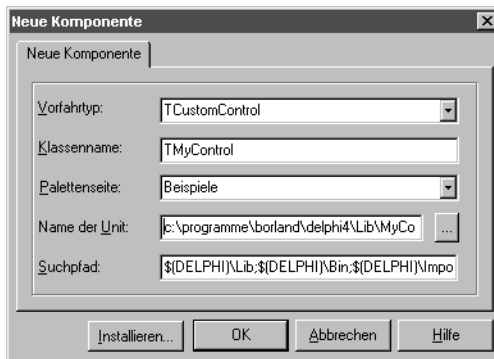 Neue Komponente
Neue Komponente
Vorfahrtyp: TCustomControl
Klassenname: TMyControl
Palettenseite: Beispiele
Name der Unit: c:\programme\borland\delphi4\Lib\MyCo ...
Suchpfad: $(DELPHI)\Lib;$(DELPHI)\Bin;$(DELPHI)\Impo
Installieren... OK Abbrechen Hilfe